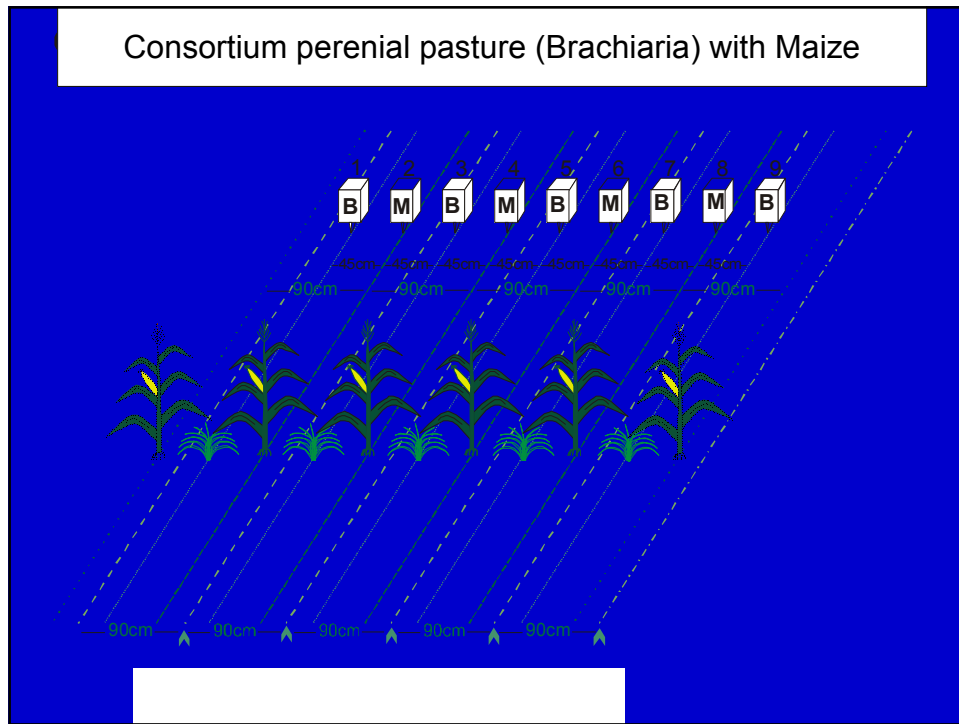 Consortium perenial pasture (Brachiaria) with Maize
1 2 3 4 5 6 7 8 9
B M B M B M B M B
45cm 45cm 45cm 45cm 45cm 45cm 45cm 45cm
90cm 90cm 90cm 90cm 90cm
90cm 90cm 90cm 90cm 90cm